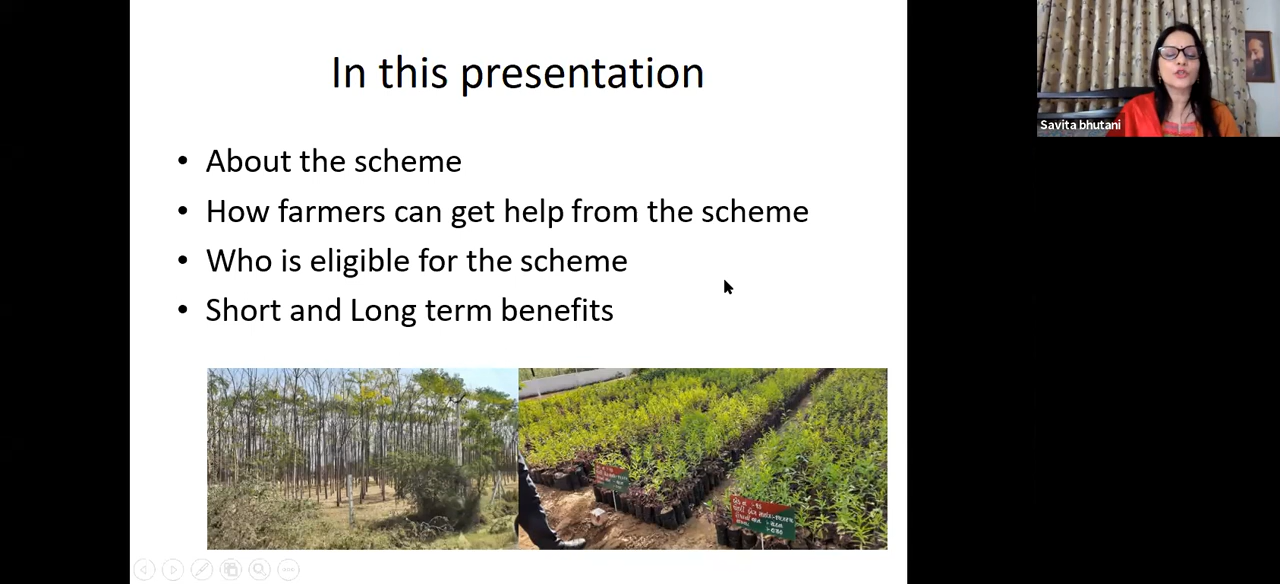 In this presentation
• About the scheme
• How farmers can get help from the scheme
• Who is eligible for the scheme
• Short and Long term benefits
Savita bhutani